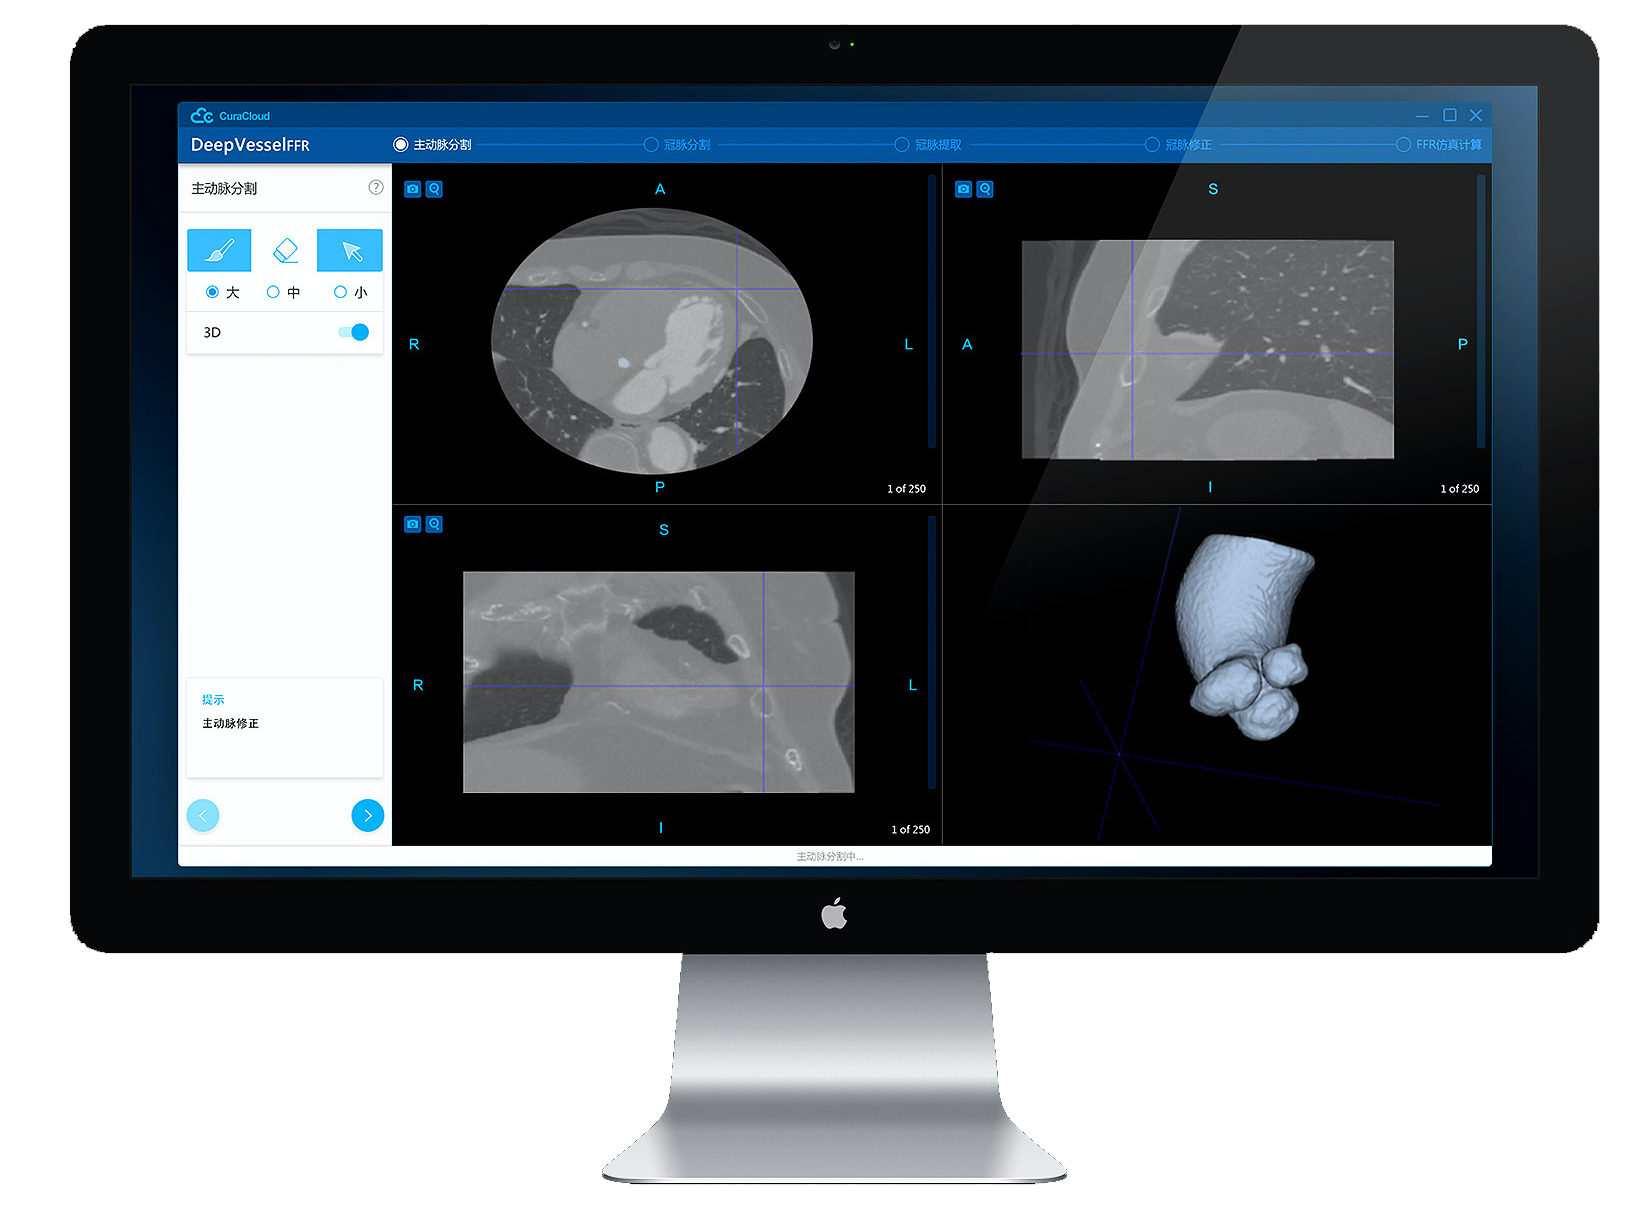 CuraCloud
DeepVesselFFR
主动脉分割
冠脉分割
冠脉提取
冠脉修正
FFR仿真计算
主动脉分割
?
大 中 小
3D
提示
主动脉修正
A
R
L
P
1 of 250
S
A
P
I
1 of 250
S
R
L
I
1 of 250
主动脉分割中...